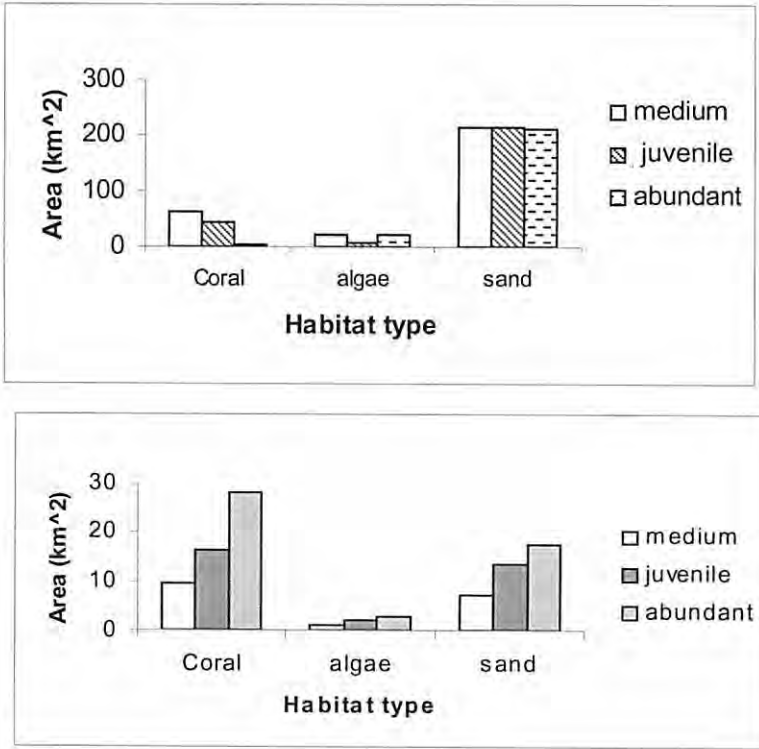 300
200
100
0
Area (km^2)
Coral algae sand
Habitat type
medium
juvenile
abundant
30
20
10
0
Area (km^2)
Coral algae sand
Habitat type
medium
juvenile
abundant